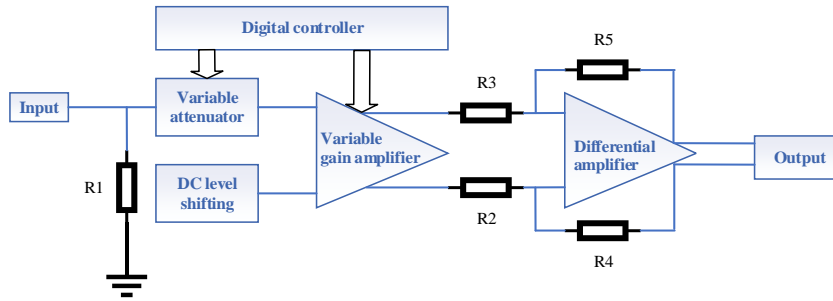 Digital controller
R5
R3
Input
Variable
attenuator
Variable
gain amplifier
Differential
amplifier
Output
R1
DC level
shifting
R2
R4